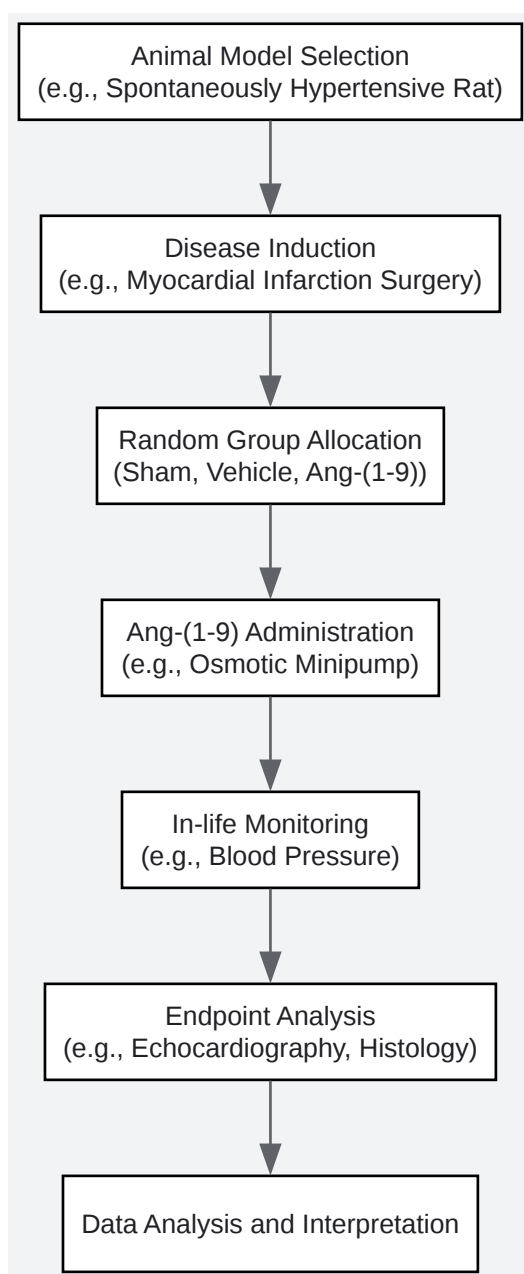 Animal Model Selection
(e.g., Spontaneously Hypertensive Rat)
Disease Induction
(e.g., Myocardial Infarction Surgery)
Random Group Allocation
(Sham, Vehicle, Ang-(1-9))
Ang-(1-9) Administration
(e.g., Osmotic Minipump)
In-life Monitoring
(e.g., Blood Pressure)
Endpoint Analysis
(e.g., Echocardiography, Histology)
Data Analysis and Interpretation